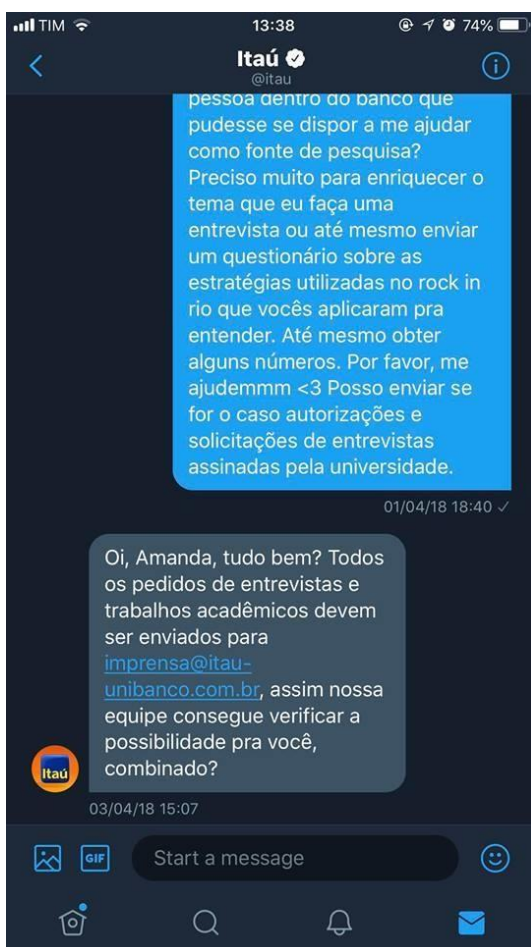 TIM
13:38
74%
Itaú
@itau
pessoa dentro do banco que
pudesse se dispor a me ajudar
como fonte de pesquisa?
Preciso muito para enriquecer o
tema que eu faça uma
entrevista ou até mesmo enviar
um questionário sobre as
estratégias utilizadas no rock in
rio que vocês aplicaram pra
entender. Até mesmo obter
alguns números. Por favor, me
ajudemmm <3 Posso enviar se
for o caso autorizações e
solicitações de entrevistas
assinadas pela universidade.
01/04/18 18:40
Oi, Amanda, tudo bem? Todos
os pedidos de entrevistas e
trabalhos acadêmicos devem
ser enviados para
imprensa@itau-
unibanco.com.br, assim nossa
equipe consegue verificar a
possibilidade pra você,
combinado?
Itaú
03/04/18 15:07
GIF
Start a message